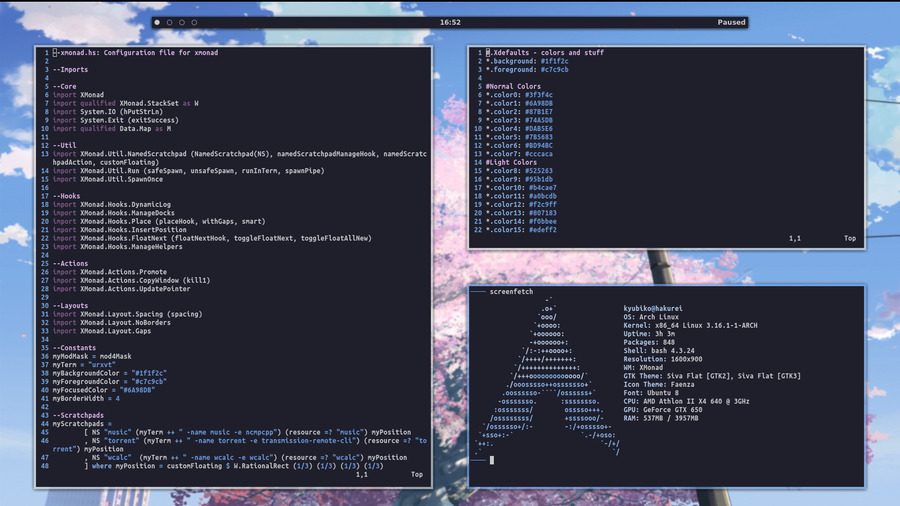 16:52
Paused
1 --xmonad.hs: Configuration file for xmonad
2
3 --Imports
4
5 --Core
6 import XMonad
7 import qualified XMonad.StackSet as W
8 import System.IO (hPutStrLn)
9 import System.Exit (exitSuccess)
10 import qualified Data.Map as M
11
12 --Util
13 import XMonad.Util.NamedScratchpad (NamedScratchpad(NS), namedScratchpadManageHook, namedScratc
hpadAction, customFloating)
14 import XMonad.Util.Run (safeSpawn, unsafeSpawn, runInTerm, spawnPipe)
15 import XMonad.Util.SpawnOnce
16
17 --Hooks
18 import XMonad.Hooks.DynamicLog
19 import XMonad.Hooks.ManageDocks
20 import XMonad.Hooks.Place (placeHook, withGaps, smart)
21 import XMonad.Hooks.InsertPosition
22 import XMonad.Hooks.FloatNext (floatNextHook, toggleFloatNext, toggleFloatAllNew)
23 import XMonad.Hooks.ManageHelpers
24
25 --Actions
26 import XMonad.Actions.Promote
27 import XMonad.Actions.CopyWindow (kill1)
28 import XMonad.Actions.UpdatePointer
29
30 --Layouts
31 import XMonad.Layout.Spacing (spacing)
32 import XMonad.Layout.NoBorders
33 import XMonad.Layout.Gaps
34
35 --Constants
36 myModMask = mod4Mask
37 myTerm = "urxvt"
38 myBackgroundColor = "#1f1f2c"
39 myForegroundColor = "#c7c9cb"
40 myFocusedColor = "#6A98DB"
41 myBorderWidth = 4
42
43 --Scratchpads
44 myScratchpads =
45 [ NS "music" (myTerm ++ " -name music -e ncmpcpp") (resource =? "music") myPosition
46 , NS "torrent" (myTerm ++ " -name torrent -e transmission-remote-cli") (resource =? "to
rrent") myPosition
47 , NS "wcalc" (myTerm ++ " -name wcalc -e wcalc") (resource =? "wcalc") myPosition
48 ] where myPosition = customFloating $ W.RationalRect (1/3) (1/3) (1/3) (1/3)
1,1 Top
1 #.Xdefaults - colors and stuff
2 *.background: #1f1f2c
3 *.foreground: #c7c9cb
4
5 #Normal Colors
6 *.color0: #3f3f4c
7 *.color1: #6A98DB
8 *.color2: #87B1E7
9 *.color3: #74A5DB
10 *.color4: #DAB5E6
11 *.color5: #7B5683
12 *.color6: #BD94BC
13 *.color7: #cccaca
14 #Light Colors
15 *.color8: #525263
16 *.color9: #95b1db
17 *.color10: #b4cae7
18 *.color11: #a0bcdb
19 *.color12: #f2c9ff
20 *.color13: #807183
21 *.color14: #f0bbee
22 *.color15: #edeff2
1,1 Top
screenfetch
kyubiko@hakurei
OS: Arch Linux
Kernel: x86_64 Linux 3.16.1-1-ARCH
Uptime: 3h 3m
Packages: 848
Shell: bash 4.3.24
Resolution: 1600x900
WM: XMonad
GTK Theme: Siva Flat [GTK2], Siva Flat [GTK3]
Icon Theme: Faenza
Font: Ubuntu 8
CPU: AMD Athlon II X4 640 @ 3GHz
GPU: GeForce GTX 650
RAM: 537MB / 3957MB